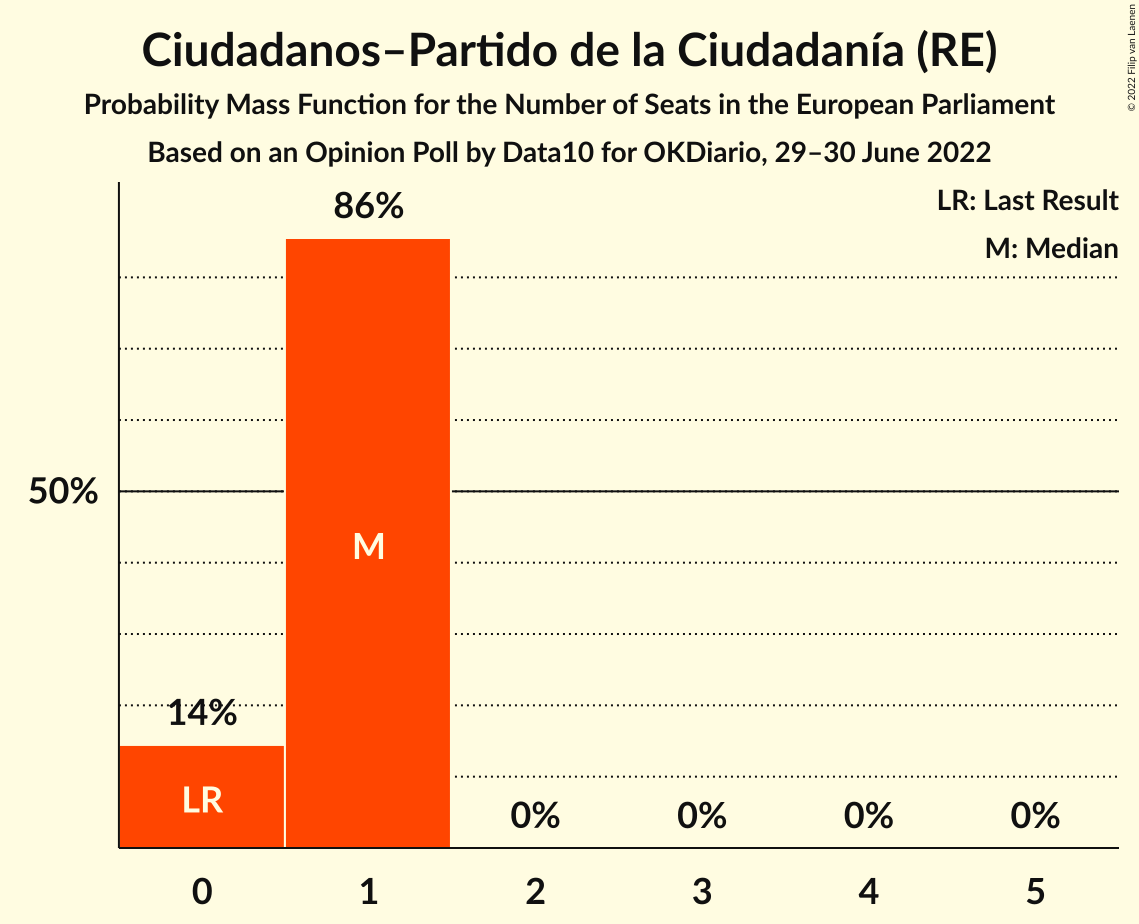 Ciudadanos–Partido de la Ciudadanía (RE)
Probability Mass Function for the Number of Seats in the European Parliament
Based on an Opinion Poll by Data10 for OKDiario, 29–30 June 2022
© 2022 Filip van Laenen
LR: Last Result
M: Median
86%
50%
M
14%
LR
0%
0%
0%
0%
0
1
2
3
4
5